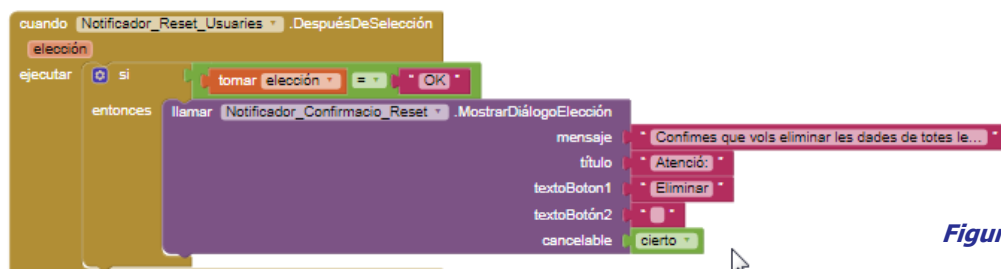 cuando Notificador_Reset_Usuaries .DespuésDeSelección
elección
ejecutar si tomar elección = " OK "
entonces llamar Notificador_Confirmacio_Reset .MostrarDiálogoElección
mensaje " Confimes que vols eliminar les dades de totes le... "
título " Atenció: "
textoBoton1 " Eliminar "
textoBotón2 " "
cancelable cierto
Figur